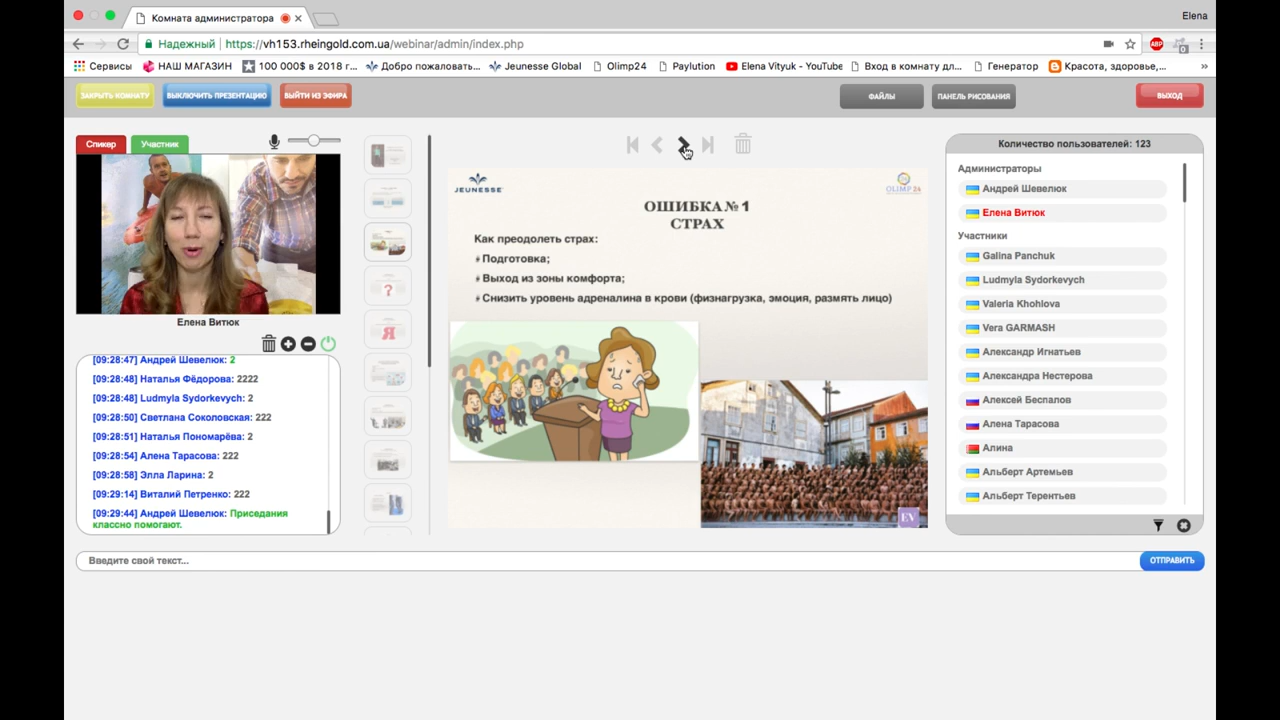 Комната администратора
Elena
Надежный
https://vh153.rheingold.com.ua/webinar/admin/index.php
ABP
0
Сервисы
НАШ МАГАЗИН
100 000$ в 2018 г...
Добро пожаловать...
Jeunesse Global
Olimp24
Paylution
Elena Vityuk - YouTube
Вход в комнату дл...
Генератор
Красота, здоровье,...
»
ЗАКРЫТЬ КОМНАТУ
ВЫКЛЮЧИТЬ ПРЕЗЕНТАЦИЮ
ВЫЙТИ ИЗ ЭФИРА
ФАЙЛЫ
ПАНЕЛЬ РИСОВАНИЯ
ВЫХОД
Спикер
Участник
Елена Витюк
[09:28:47] Андрей Шевелюк: 2
[09:28:48] Наталья Фёдорова: 2222
[09:28:48] Ludmyla Sydorkevych: 2
[09:28:50] Светлана Соколовская: 222
[09:28:51] Наталья Пономарёва: 2
[09:28:54] Алена Тарасова: 222
[09:28:58] Элла Ларина: 2
[09:29:14] Виталий Петренко: 222
[09:29:44] Андрей Шевелюк: Приседания
классно помогают.
?
Я
JEUNESSE
OLIMP 24
ОШИБКА № 1
СТРАХ
Как преодолеть страх:
Подготовка;
Выход из зоны комфорта;
Снизить уровень адреналина в крови (физнагрузка, эмоция, размять лицо)
EV
Количество пользователей: 123
Администраторы
Андрей Шевелюк
Елена Витюк
Участники
Galina Panchuk
Ludmyla Sydorkevych
Valeria Khohlova
Vera GARMASH
Александр Игнатьев
Александра Нестерова
Алексей Беспалов
Алена Тарасова
Алина
Альберт Артемьев
Альберт Терентьев
Введите свой текст...
ОТПРАВИТЬ